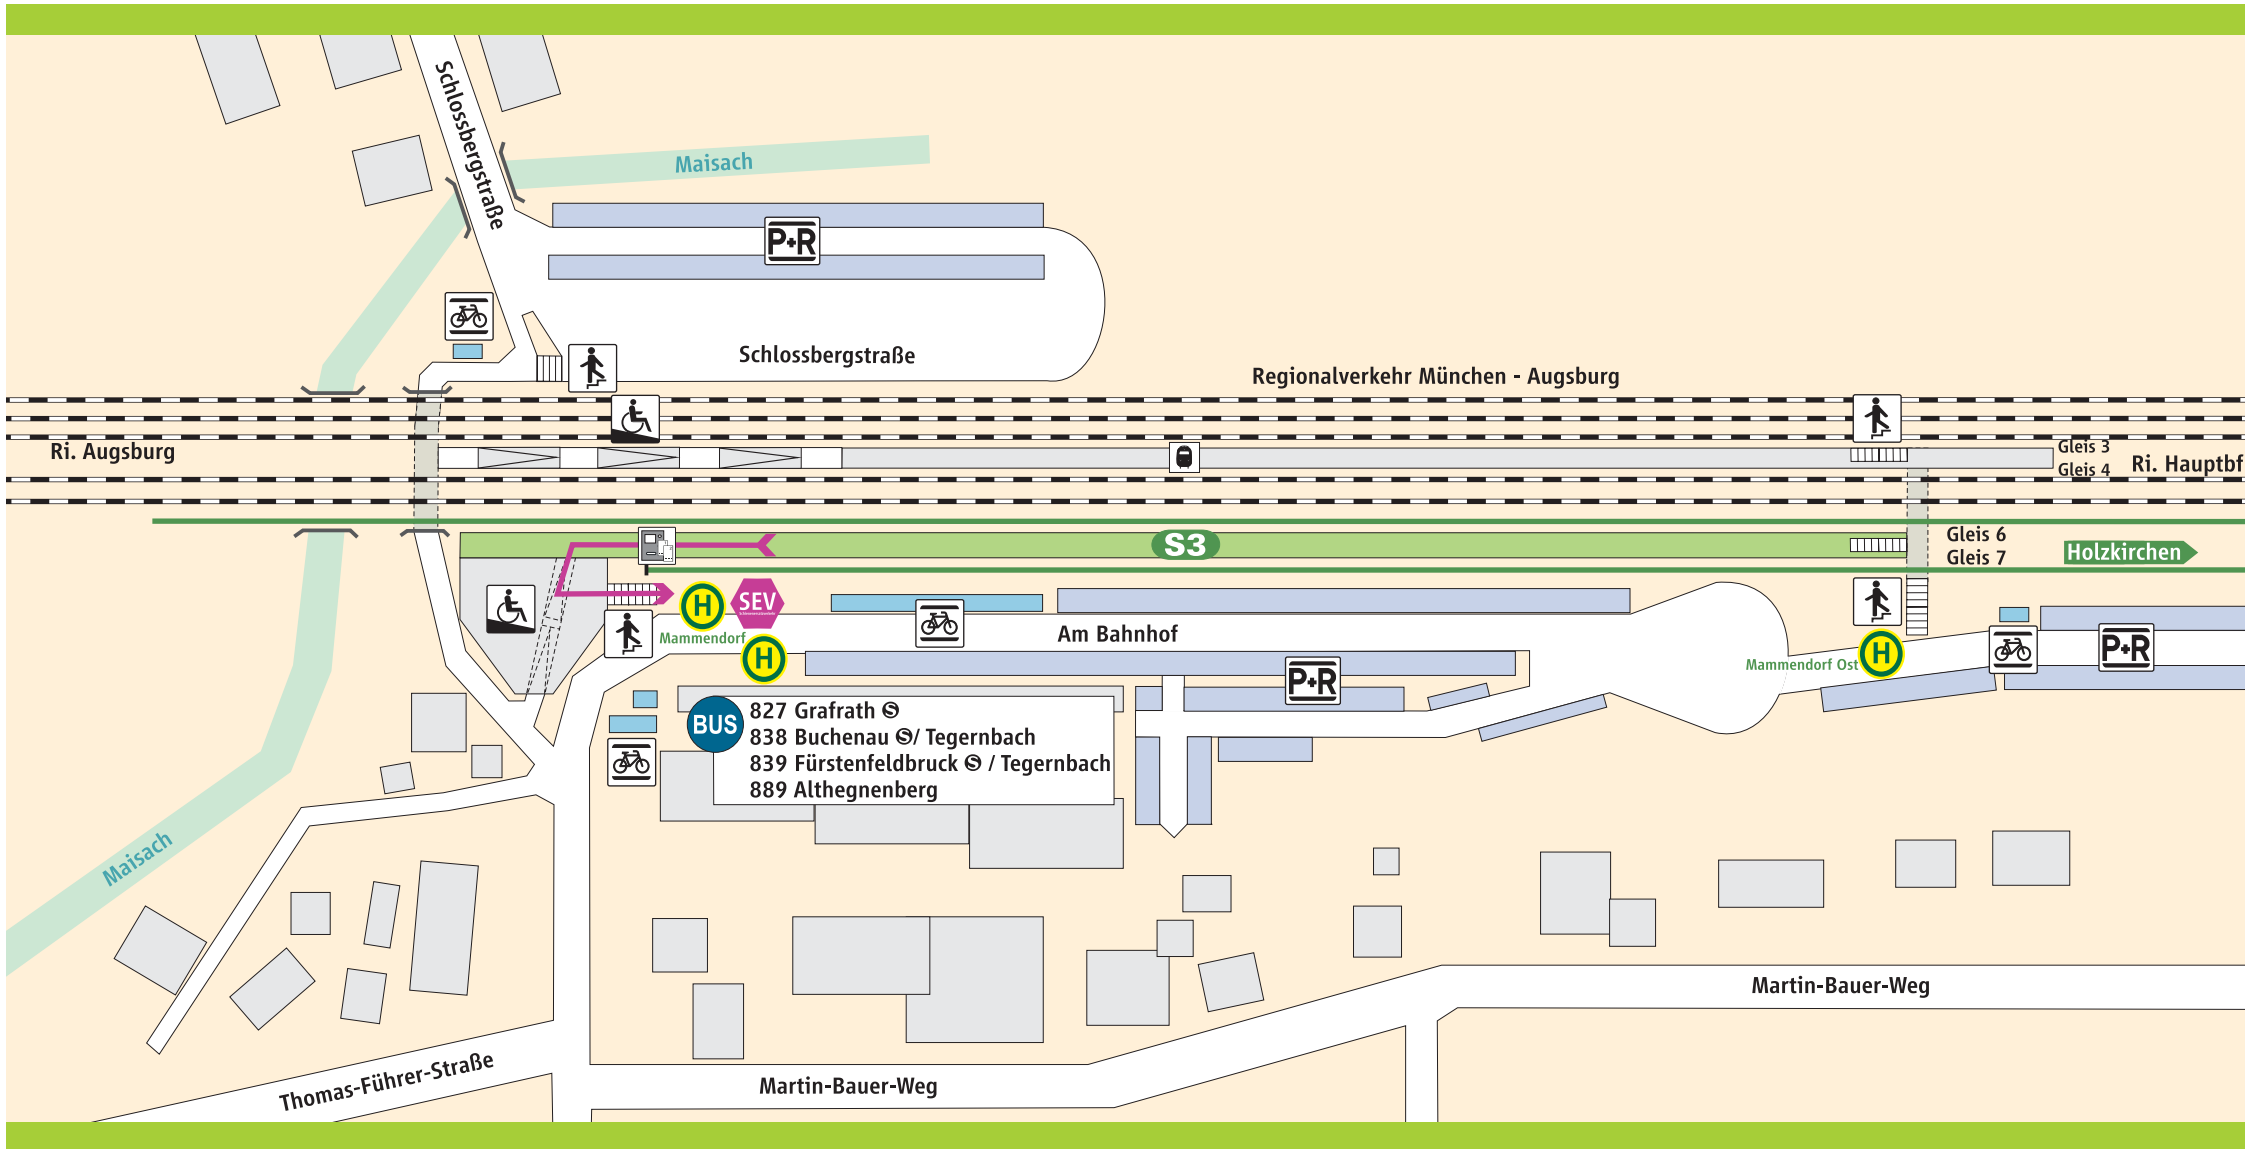 Schlossbergstraße
Maisach
P+R
Schlossbergstraße
Regionalverkehr München - Augsburg
Ri. Augsburg
Gleis 3
Gleis 4
Ri. Hauptbf
S3
Gleis 6
Gleis 7
Holzkirchen
H
SEV
Mammendorf
H
Am Bahnhof
P+R
Mammendorf Ost
H
P+R
BUS
827 Grafrath S
838 Buchenau S/ Tegernbach
839 Fürstenfeldbruck S / Tegernbach
889 Althegnenberg
Maisach
Martin-Bauer-Weg
Thomas-Führer-Straße
Martin-Bauer-Weg